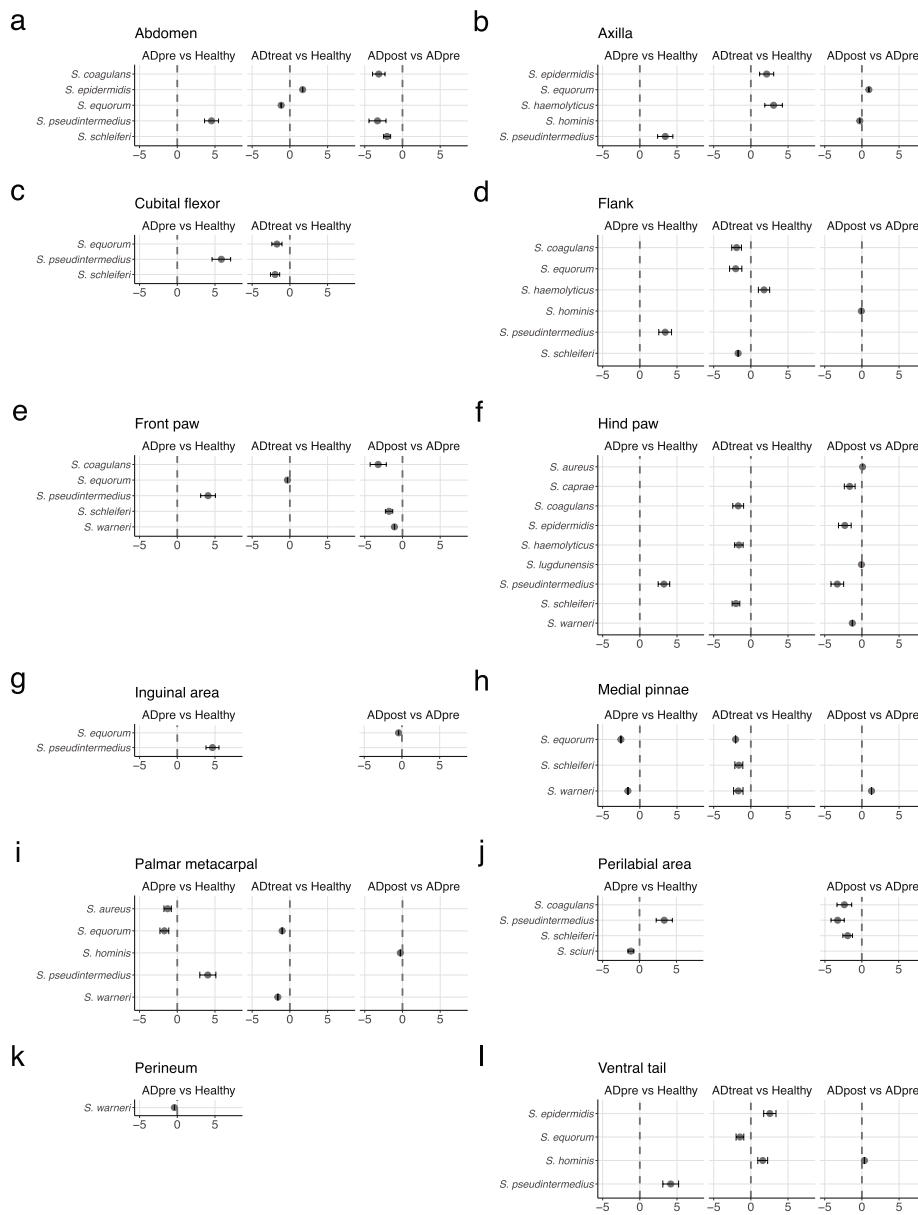 a
Abdomen
ADpre vs Healthy ADtreat vs Healthy ADpost vs ADpre
S. coagulans
S. epidermidis
S. equorum
S. pseudintermedius
S. schleiferi
−5 0 5 −5 0 5 −5 0 5
b
Axilla
ADpre vs Healthy ADtreat vs Healthy ADpost vs ADpre
S. epidermidis
S. equorum
S. haemolyticus
S. hominis
S. pseudintermedius
−5 0 5 −5 0 5 −5 0 5
c
Cubital flexor
ADpre vs Healthy ADtreat vs Healthy
S. equorum
S. pseudintermedius
S. schleiferi
−5 0 5 −5 0 5
d
Flank
ADpre vs Healthy ADtreat vs Healthy ADpost vs ADpre
S. coagulans
S. equorum
S. haemolyticus
S. hominis
S. pseudintermedius
S. schleiferi
−5 0 5 −5 0 5 −5 0 5
e
Front paw
ADpre vs Healthy ADtreat vs Healthy ADpost vs ADpre
S. coagulans
S. equorum
S. pseudintermedius
S. schleiferi
S. warneri
−5 0 5 −5 0 5 −5 0 5
f
Hind paw
ADpre vs Healthy ADtreat vs Healthy ADpost vs ADpre
S. aureus
S. caprae
S. coagulans
S. epidermidis
S. haemolyticus
S. lugdunensis
S. pseudintermedius
S. schleiferi
S. warneri
−5 0 5 −5 0 5 −5 0 5
g
Inguinal area
ADpre vs Healthy ADpost vs ADpre
S. equorum
S. pseudintermedius
−5 0 5 −5 0 5
h
Medial pinnae
ADpre vs Healthy ADtreat vs Healthy ADpost vs ADpre
S. equorum
S. schleiferi
S. warneri
−5 0 5 −5 0 5 −5 0 5
i
Palmar metacarpal
ADpre vs Healthy ADtreat vs Healthy ADpost vs ADpre
S. aureus
S. equorum
S. hominis
S. pseudintermedius
S. warneri
−5 0 5 −5 0 5 −5 0 5
j
Perilabial area
ADpre vs Healthy ADpost vs ADpre
S. coagulans
S. pseudintermedius
S. schleiferi
S. sciuri
−5 0 5 −5 0 5
k
Perineum
ADpre vs Healthy
S. warneri
−5 0 5
l
Ventral tail
ADpre vs Healthy ADtreat vs Healthy ADpost vs ADpre
S. epidermidis
S. equorum
S. hominis
S. pseudintermedius
−5 0 5 −5 0 5 −5 0 5